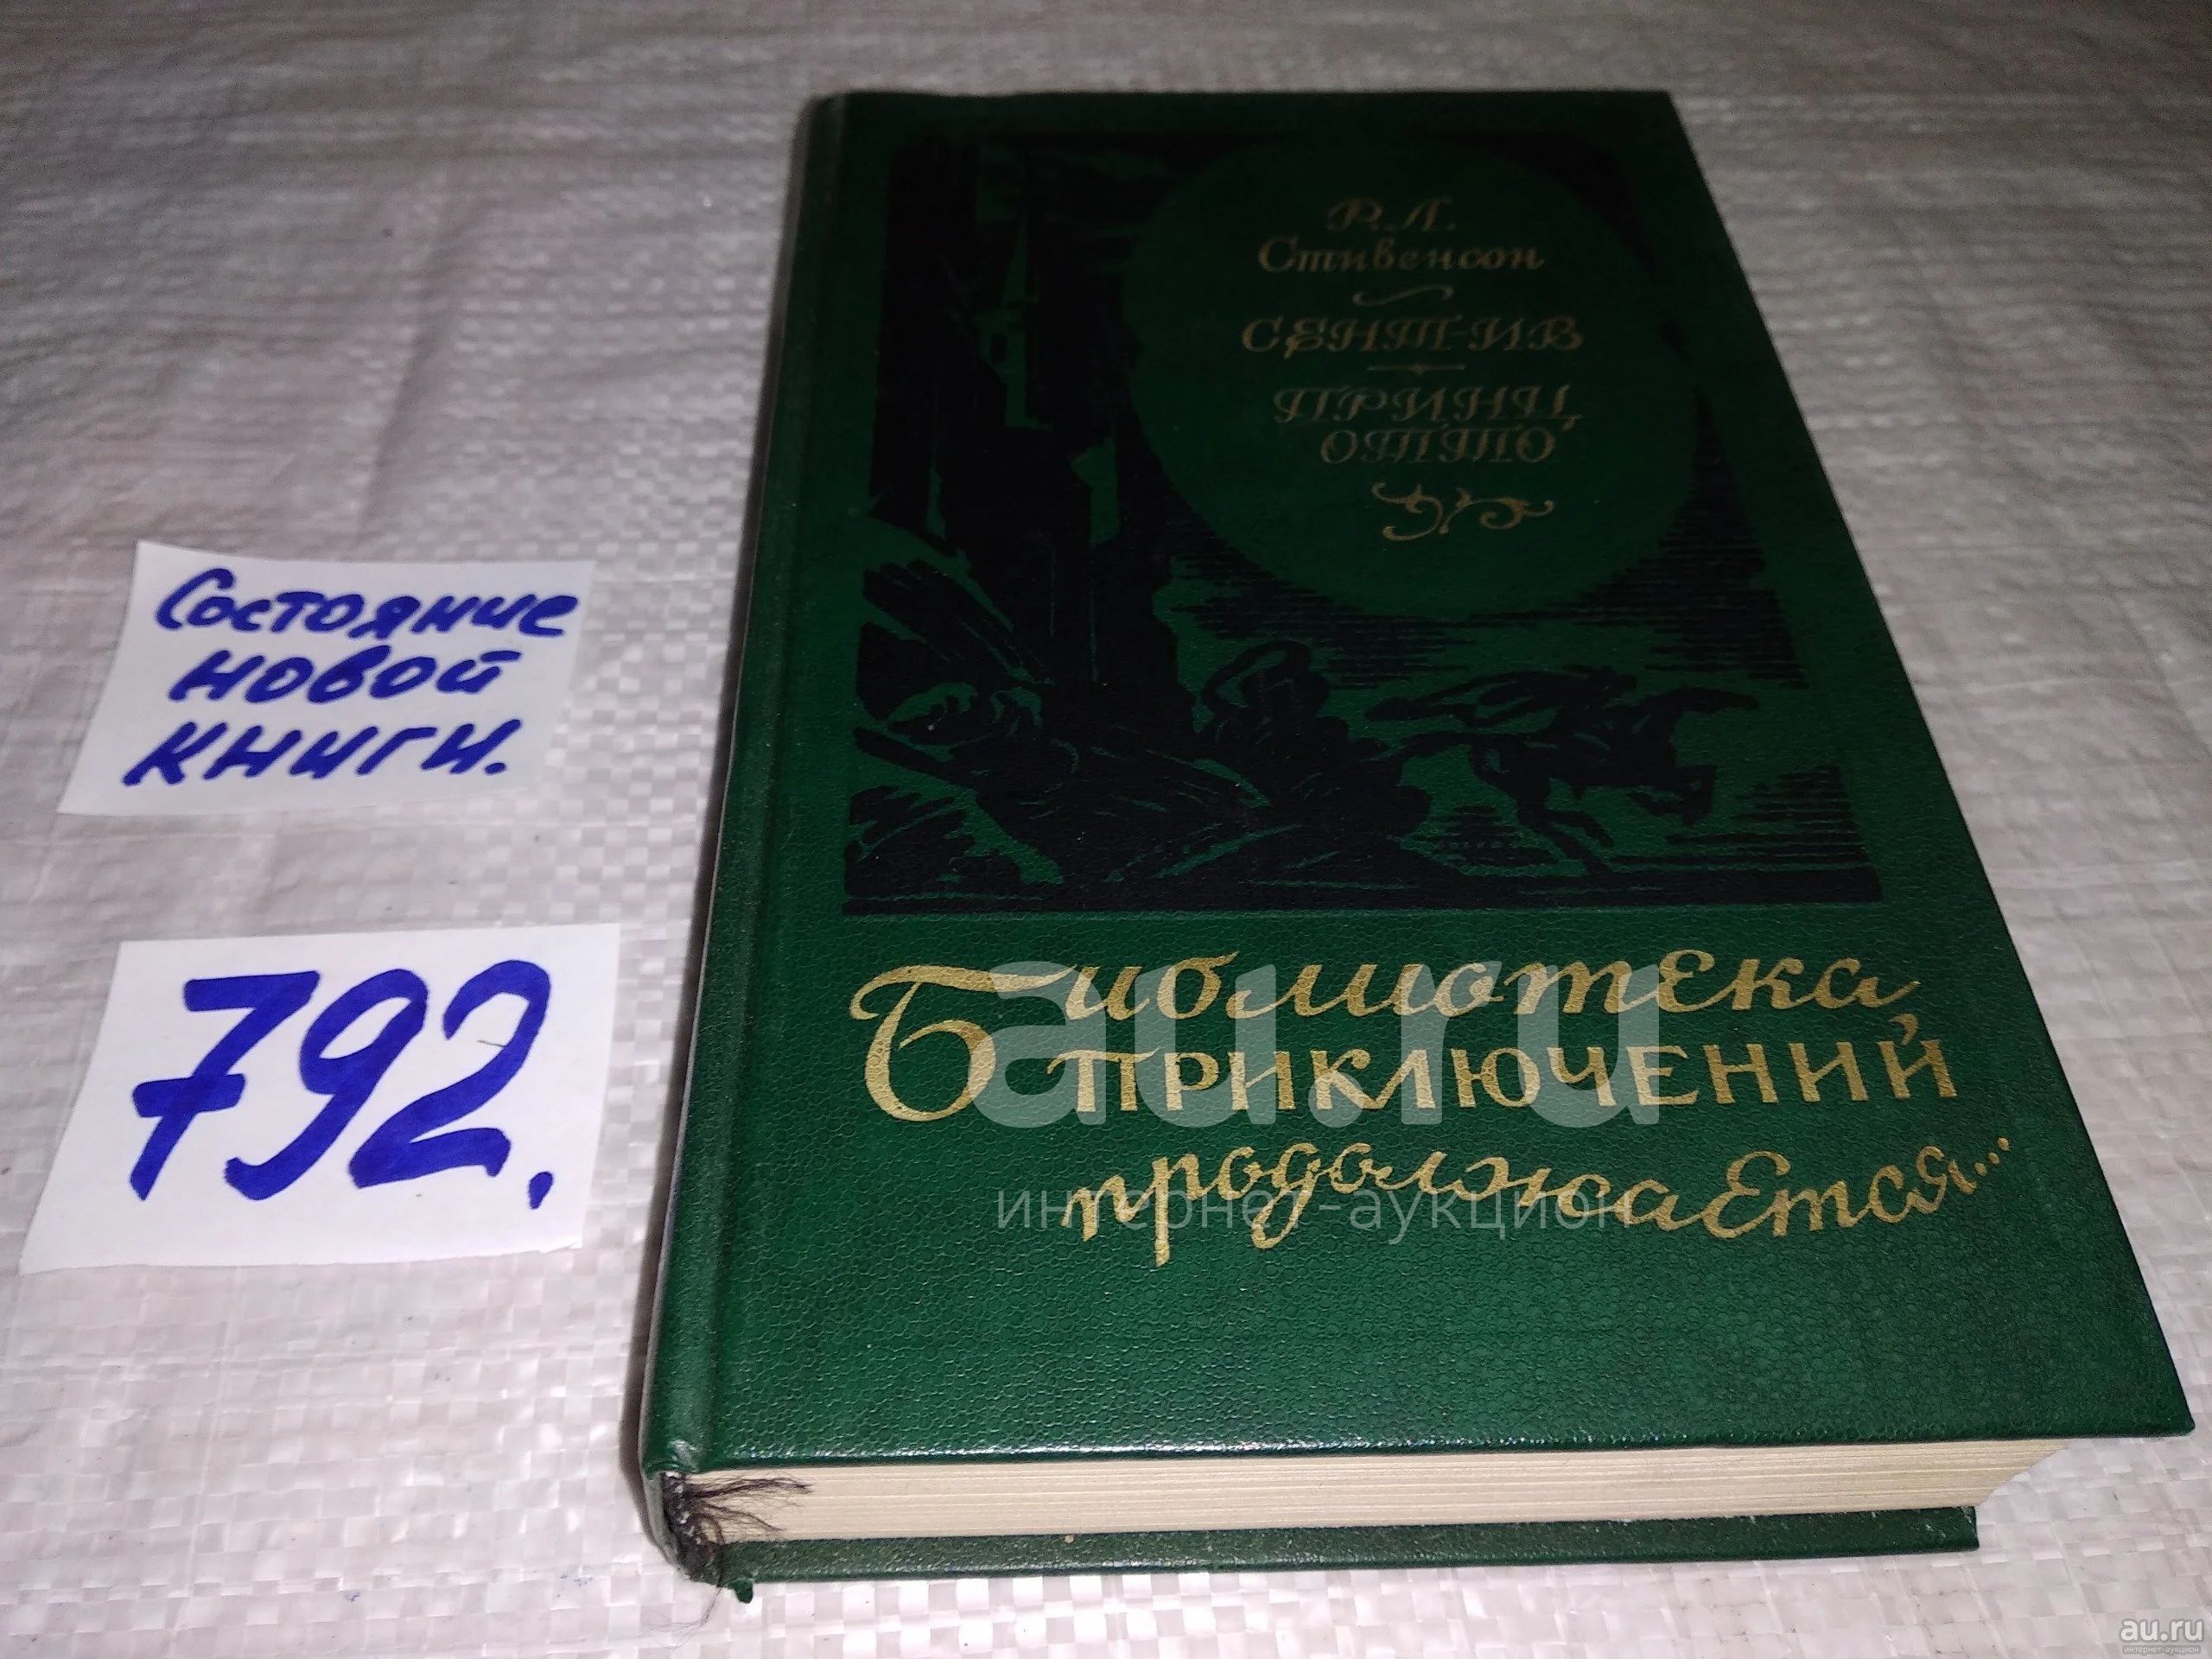 Р.Л.
Стивенсон
СЕНТ-ИВ
ПРИНЦ
ОТТО
Библиотека
ПРИКЛЮЧЕНИЙ
продолжается...
Состояние
новой
книги.
792.
au.ru
интернет-аукцион
au.ru
интернет-аукцион